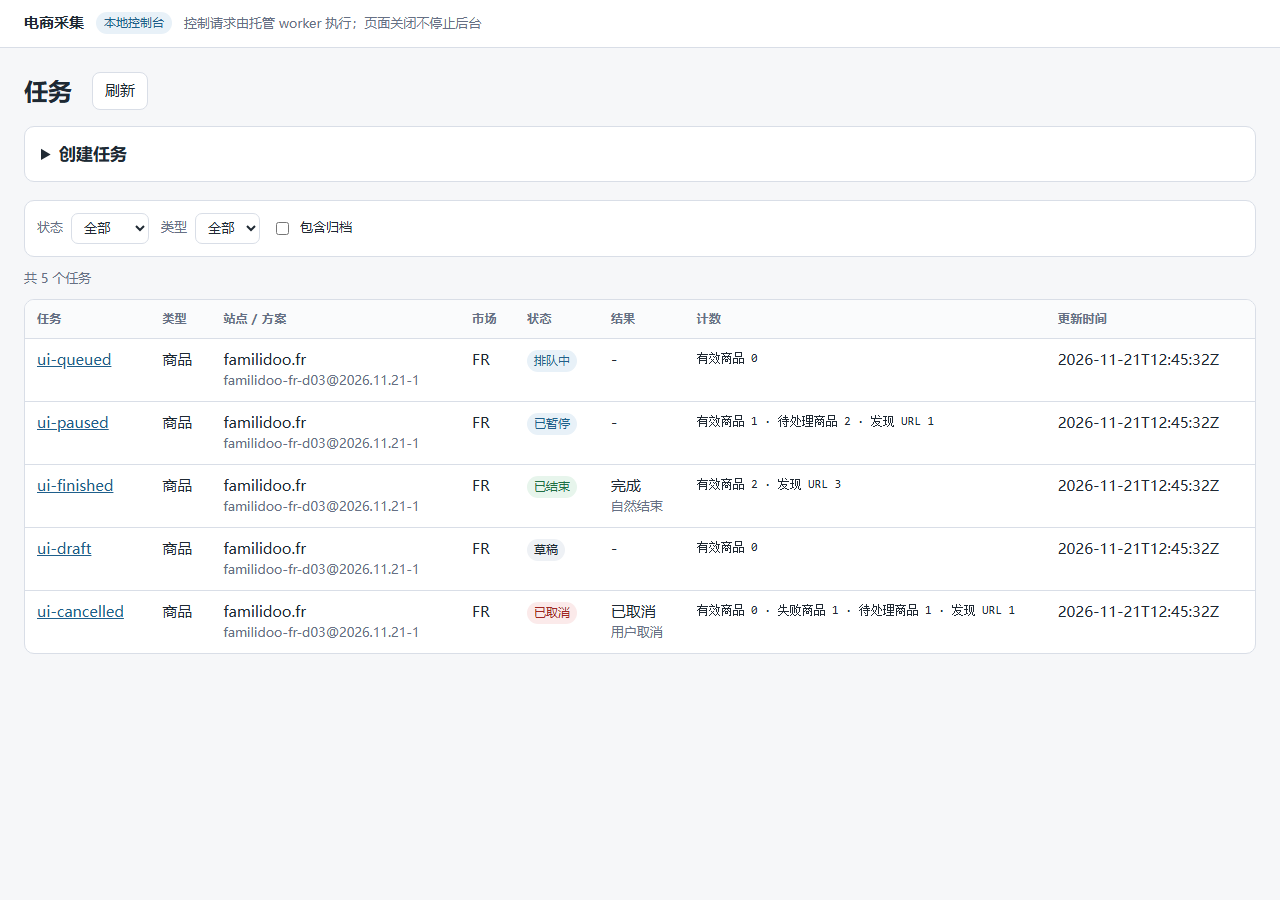 电商采集 本地控制台 控制请求由托管 worker 执行；页面关闭不停止后台
任务 刷新
▶ 创建任务
状态 全部 类型 全部 包含归档
共 5 个任务
任务 类型 站点 / 方案 市场 状态 结果 计数 更新时间
ui-queued 商品 familidoo.fr FR 排队中 - 有效商品 0 2026-11-21T12:45:32Z
familidoo-fr-d03@2026.11.21-1
ui-paused 商品 familidoo.fr FR 已暂停 - 有效商品 1 · 待处理商品 2 · 发现 URL 1 2026-11-21T12:45:32Z
familidoo-fr-d03@2026.11.21-1
ui-finished 商品 familidoo.fr FR 已结束 完成 有效商品 2 · 发现 URL 3 2026-11-21T12:45:32Z
familidoo-fr-d03@2026.11.21-1 自然结束
ui-draft 商品 familidoo.fr FR 草稿 - 有效商品 0 2026-11-21T12:45:32Z
familidoo-fr-d03@2026.11.21-1
ui-cancelled 商品 familidoo.fr FR 已取消 已取消 有效商品 0 · 失败商品 1 · 待处理商品 1 · 发现 URL 1 2026-11-21T12:45:32Z
familidoo-fr-d03@2026.11.21-1 用户取消